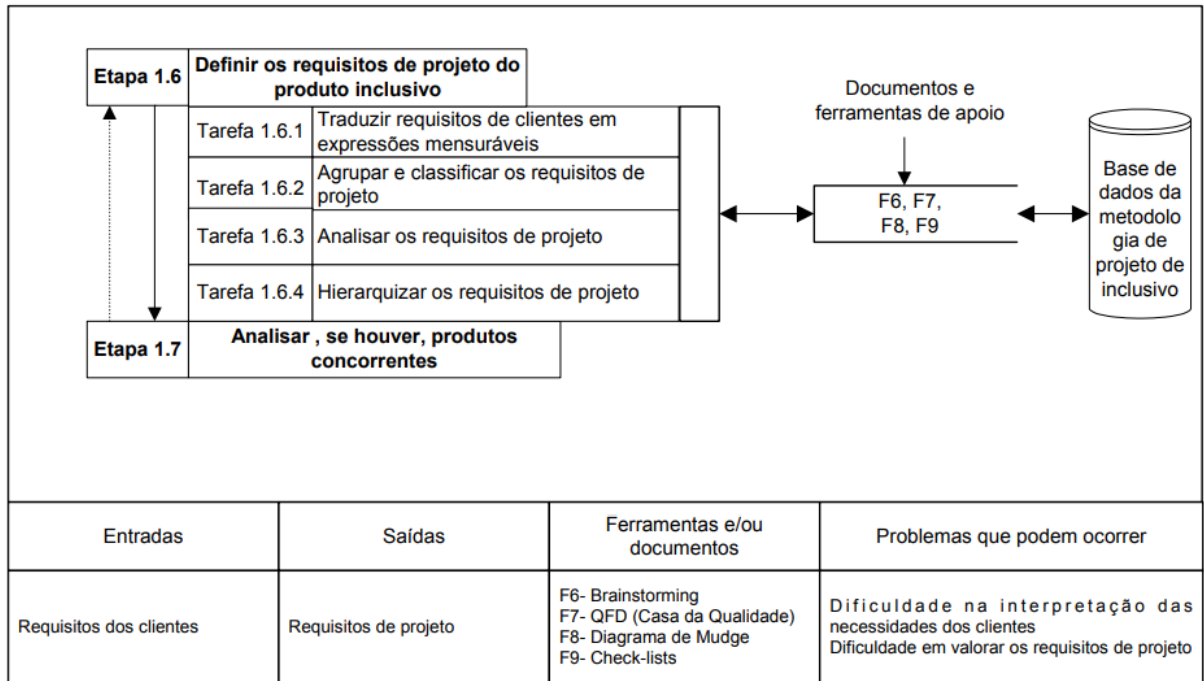 Etapa 1.6
Definir os requisitos de projeto do
produto inclusivo
Tarefa 1.6.1
Traduzir requisitos de clientes em
expressões mensuráveis
Tarefa 1.6.2
Agrupar e classificar os requisitos de
projeto
Tarefa 1.6.3
Analisar os requisitos de projeto
Tarefa 1.6.4
Hierarquizar os requisitos de projeto
Etapa 1.7
Analisar , se houver, produtos
concorrentes
Documentos e
ferramentas de apoio
F6, F7,
F8, F9
Base de
dados da
metodolo
gia de
projeto de
inclusivo
Entradas
Saídas
Ferramentas e/ou
documentos
Problemas que podem ocorrer
Requisitos dos clientes
Requisitos de projeto
F6- Brainstorming
F7- QFD (Casa da Qualidade)
F8- Diagrama de Mudge
F9- Check-lists
Dificuldade na interpretação das
necessidades dos clientes
Dificuldade em valorar os requisitos de projeto